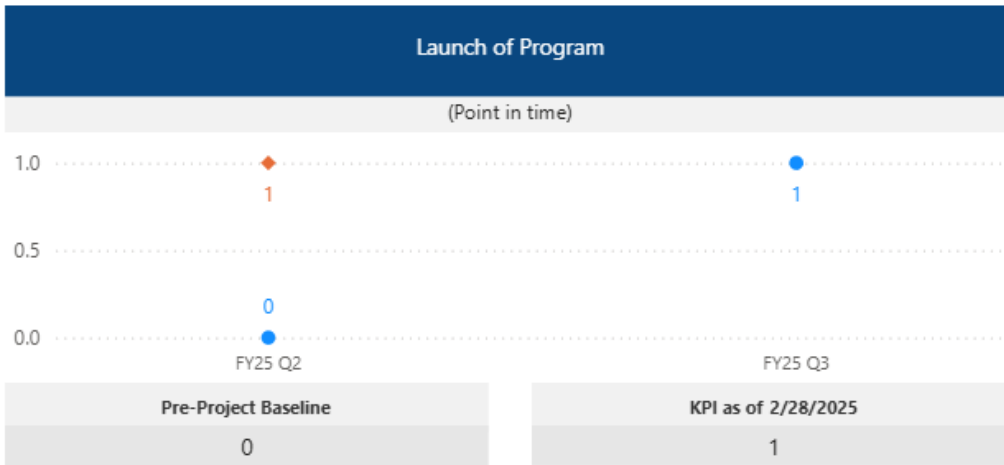 Launch of Program
(Point in time)
1.0
1
1
0.5
0
0.0
FY25 Q2 FY25 Q3
Pre-Project Baseline KPI as of 2/28/2025
0 1